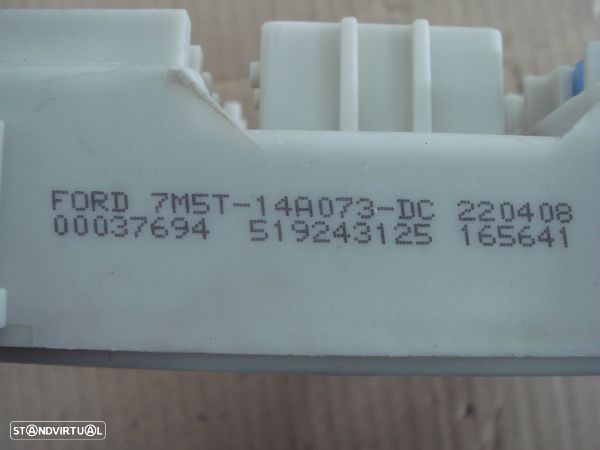 FORD 7M5T-14A073-DC 220408
00037694 519243125 165641
STANDVIRTUAL